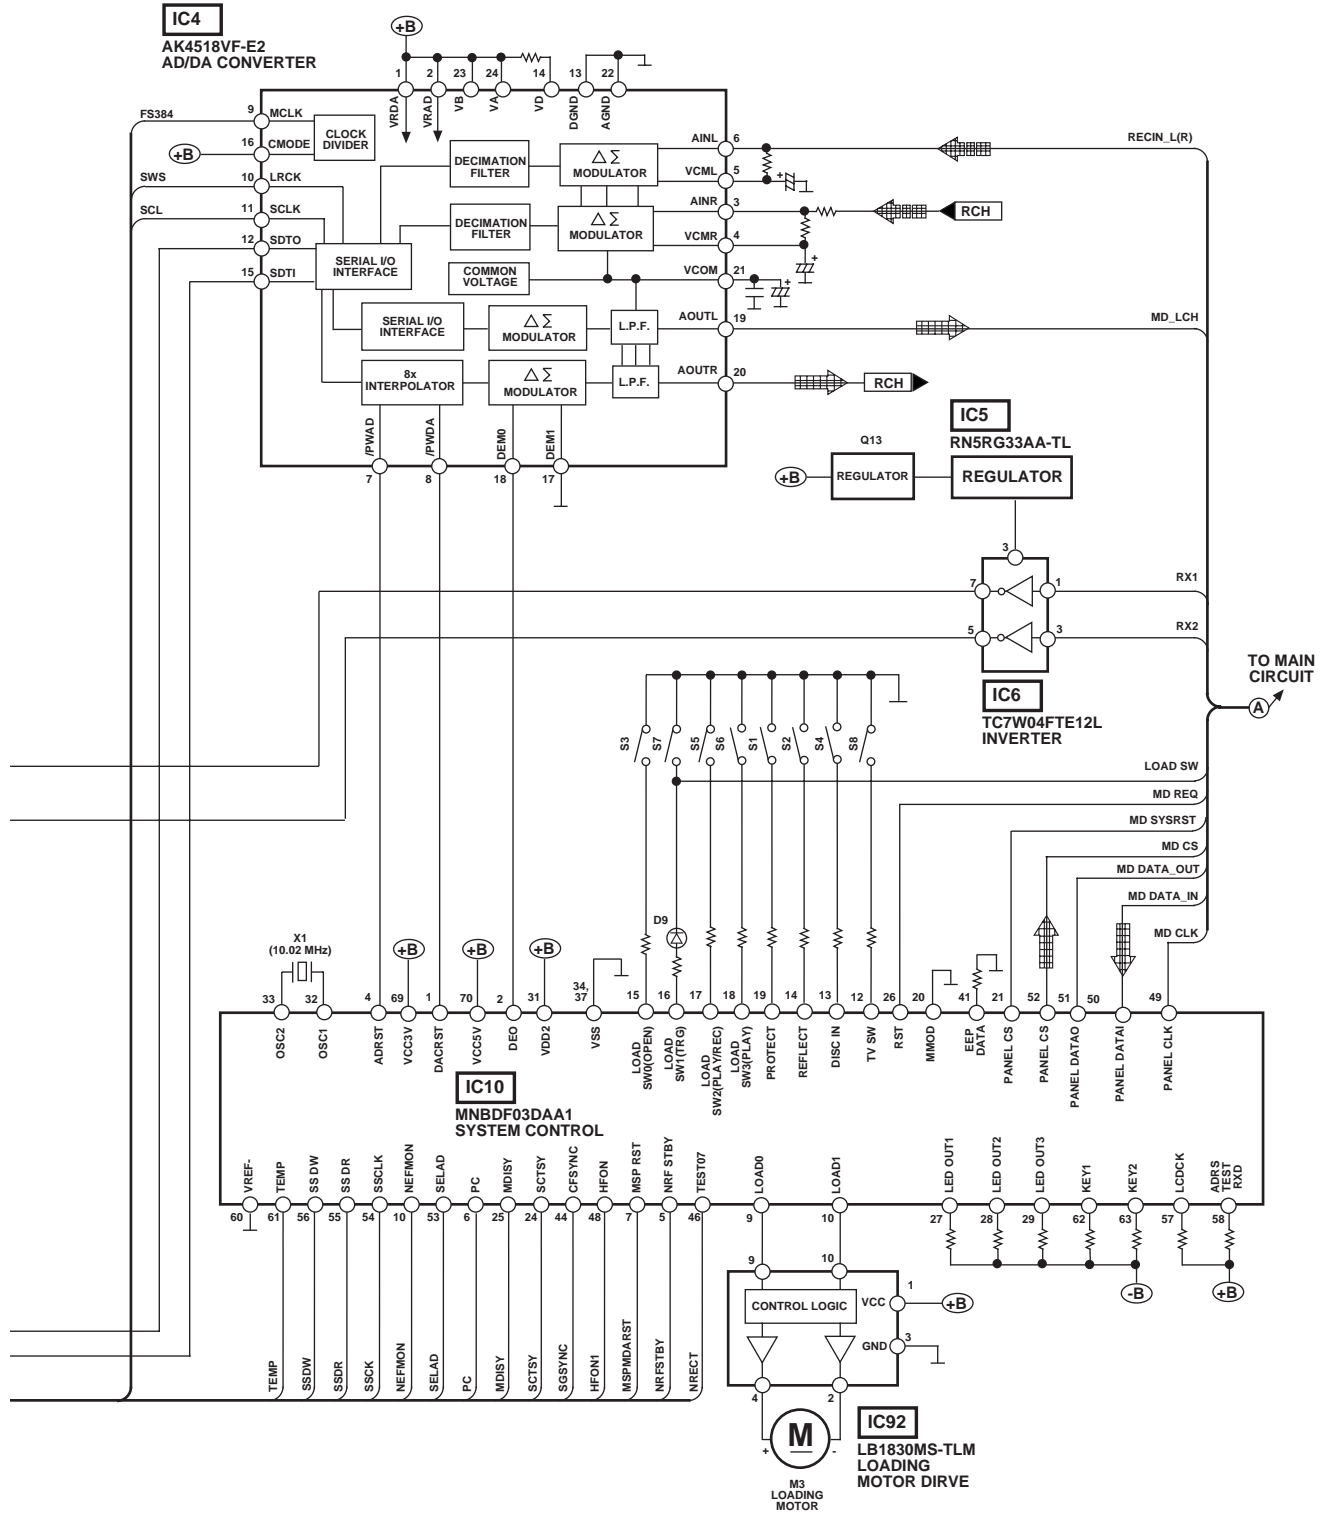 IC4
AK4518VF-E2
AD/DA CONVERTER
+B
1
2
23
24
14
13
22
VRDA
VRAD
VB
VA
VD
DGND
AGND
FS384
9
MCLK
CLOCK
DIVIDER
16
CMODE
+B
SWS
10
LRCK
SCL
11
SCLK
12
SDTO
15
SDTI
SERIAL I/O
INTERFACE
DECIMATION
FILTER
△ Σ
MODULATOR
DECIMATION
FILTER
△ Σ
MODULATOR
COMMON
VOLTAGE
SERIAL I/O
INTERFACE
△ Σ
MODULATOR
L.P.F.
8x
INTERPOLATOR
△ Σ
MODULATOR
L.P.F.
AINL
6
VCML
5
+
AINR
3
VCMR
4
+
VCOM
21
+
AOUTL
19
AOUTR
20
RECIN_L(R)
RCH
MD_LCH
RCH
/PWAD
/PWDA
DEM0
DEM1
7
8
18
17
IC5
RN5RG33AA-TL
Q13
+B
REGULATOR
REGULATOR
3
7
1
RX1
5
3
RX2
IC6
TC7W04FTE12L
INVERTER
TO MAIN
CIRCUIT
A
S3
S7
S5
S6
S1
S2
S4
S8
LOAD SW
MD REQ
MD SYSRST
MD CS
MD DATA_OUT
MD DATA_IN
MD CLK
D9
X1
(10.02 MHz)
+B
+B
+B
33
32
4
69
1
70
2
31
34,
37
15
16
17
18
19
14
13
12
26
20
41
21
52
51
50
49
OSC2
OSC1
ADRST
VCC3V
DACRST
VCC5V
DEO
VDD2
VSS
LOAD
SW0(OPEN)
LOAD
SW1(TRG)
LOAD
SW2(PLAY/REC)
LOAD
SW3(PLAY)
PROTECT
REFLECT
DISC IN
TV SW
RST
MMOD
EEP
DATA
PANEL CS
PANEL CS
PANEL DATAO
PANEL DATAI
PANEL CLK
IC10
MNBDF03DAA1
SYSTEM CONTROL
VREF-
TEMP
SS DW
SS DR
SSCLK
NEFMON
SELAD
PC
MDISY
SCTSY
CFSYNC
HFON
MSP RST
NRF STBY
TEST07
LOAD0
LOAD1
LED OUT1
LED OUT2
LED OUT3
KEY1
KEY2
LCDCK
ADRS
TEST
RXD
60
61
56
55
54
10
53
6
25
24
44
48
7
5
46
9
10
27
28
29
62
63
57
58
-B
+B
9
10
CONTROL LOGIC
VCC
1
+B
GND
3
4
2
TEMP
SSDW
SSDR
SSCK
NEFMON
SELAD
PC
MDISY
SCTSY
SGSYNC
HFON1
MSPMDARST
NRFSTBY
NRECT
M
+
-
M3
LOADING
MOTOR
IC92
LB1830MS-TLM
LOADING
MOTOR DIRVE